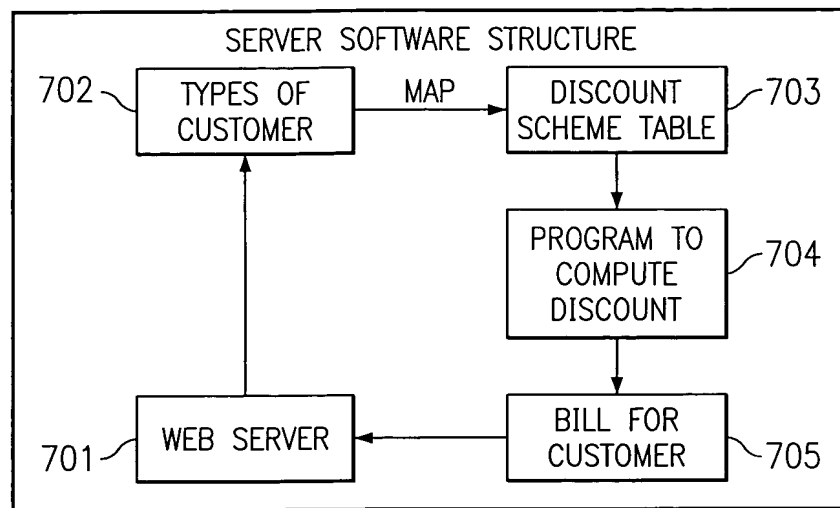 SERVER SOFTWARE STRUCTURE
702
TYPES OF
CUSTOMER
MAP
DISCOUNT
SCHEME TABLE
703
PROGRAM TO
COMPUTE
DISCOUNT
704
701
WEB SERVER
BILL FOR
CUSTOMER
705